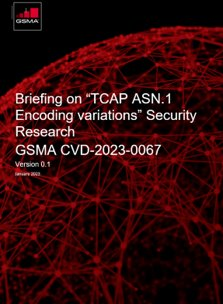 GSMA
Briefing on “TCAP ASN.1
Encoding variations” Security
Research
GSMA CVD-2023-0067
Version 0.1
January 2023